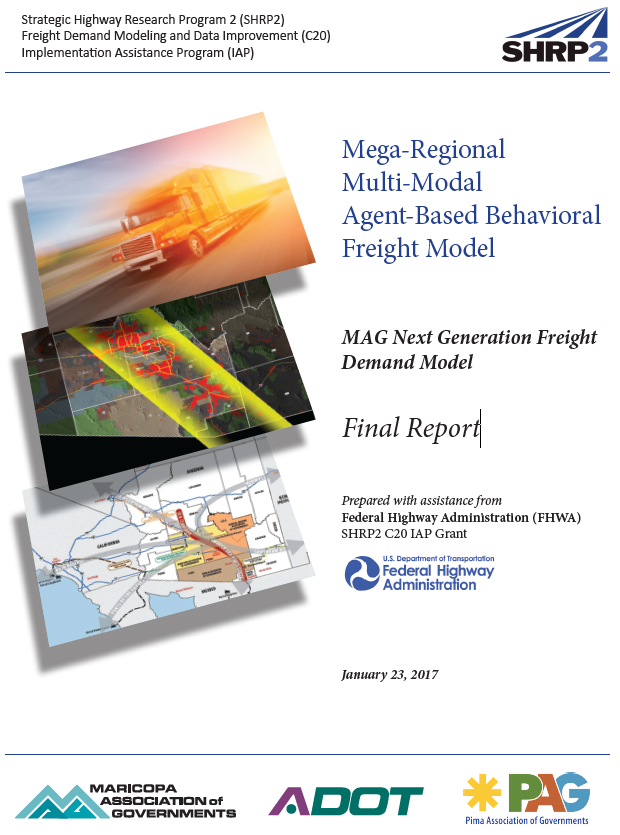 Strategic Highway Research Program 2 (SHRP2)
Freight Demand Modeling and Data Improvement (C20)
Implementation Assistance Program (IAP)
SHRP2
Mega-Regional
Multi-Modal
Agent-Based Behavioral
Freight Model
MAG Next Generation Freight
Demand Model
Final Report
Prepared with assistance from
Federal Highway Administration (FHWA)
SHRP2 C20 IAP Grant
U.S. Department of Transportation
Federal Highway
Administration
January 23, 2017
MARICOPA
ASSOCIATION of
GOVERNMENTS
ADOT
PAG
Pima Association of Governments